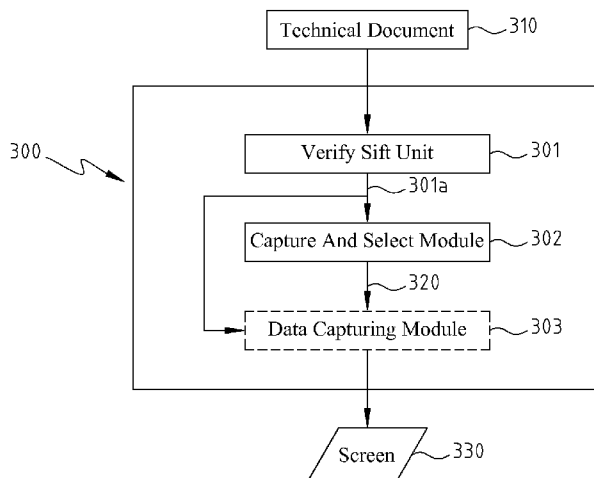 Technical Document 310
300
Verify Sift Unit 301
301a
Capture And Select Module 302
320
Data Capturing Module 303
Screen 330